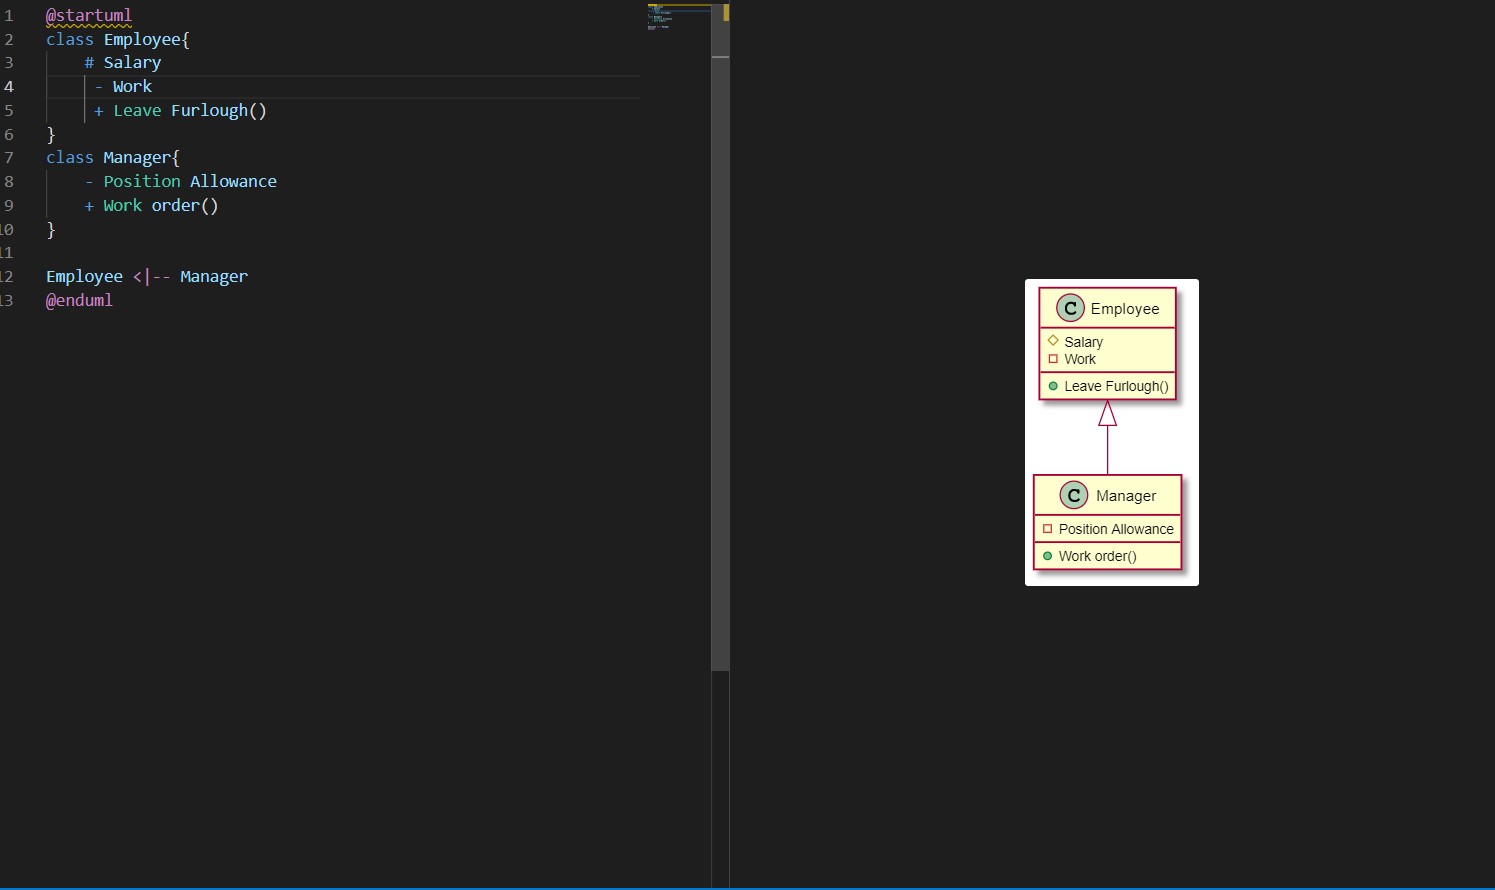 1 @startuml
2 class Employee{
3 # Salary
4 - Work
5 + Leave Furlough()
6 }
7 class Manager{
8 - Position Allowance
9 + Work order()
10 }
11
12 Employee <|-- Manager
13 @enduml
C Employee
Salary
Work
Leave Furlough()
C Manager
Position Allowance
Work order()